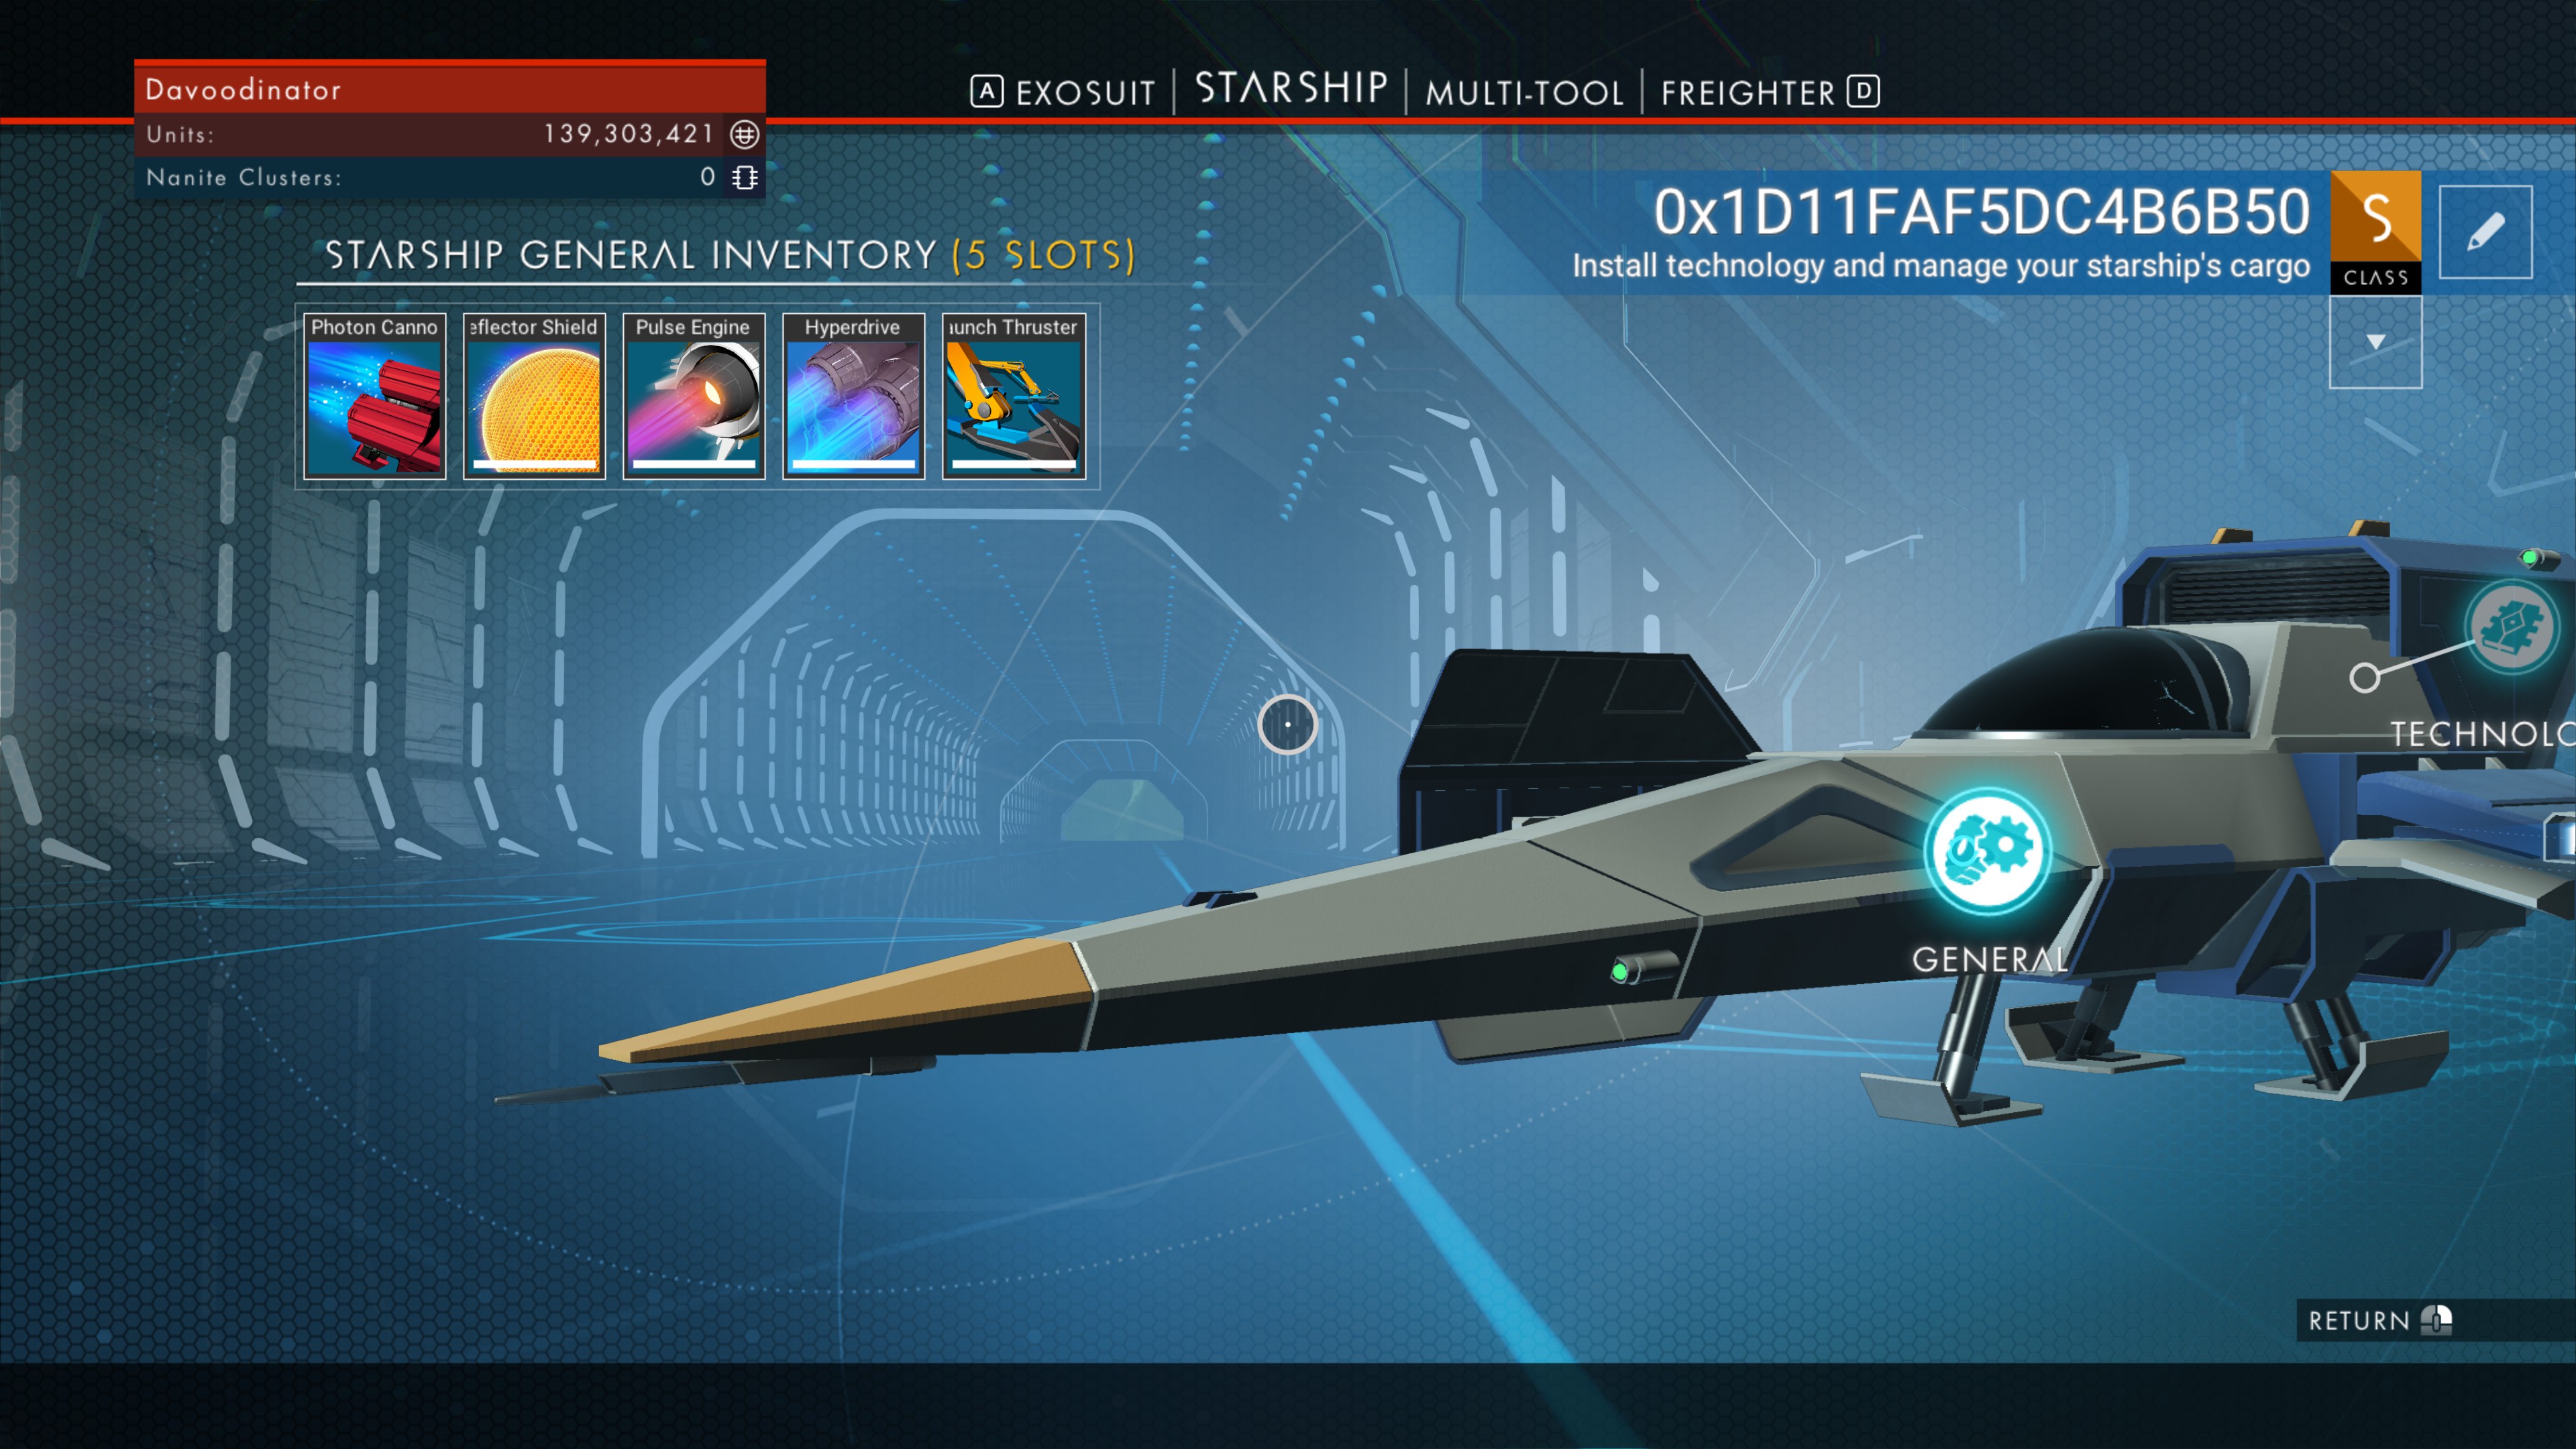 Davoodinator
Units: 139,303,421
Nanite Clusters: 0
A EXOSUIT STARSHIP MULTI-TOOL FREIGHTER D
0x1D11FAF5DC4B6B50
Install technology and manage your starship's cargo
S
CLASS
STARSHIP GENERAL INVENTORY (5 SLOTS)
Photon Canno
eflector Shield
Pulse Engine
Hyperdrive
aunch Thruster
TECHNOLO
GENERAL
RETURN